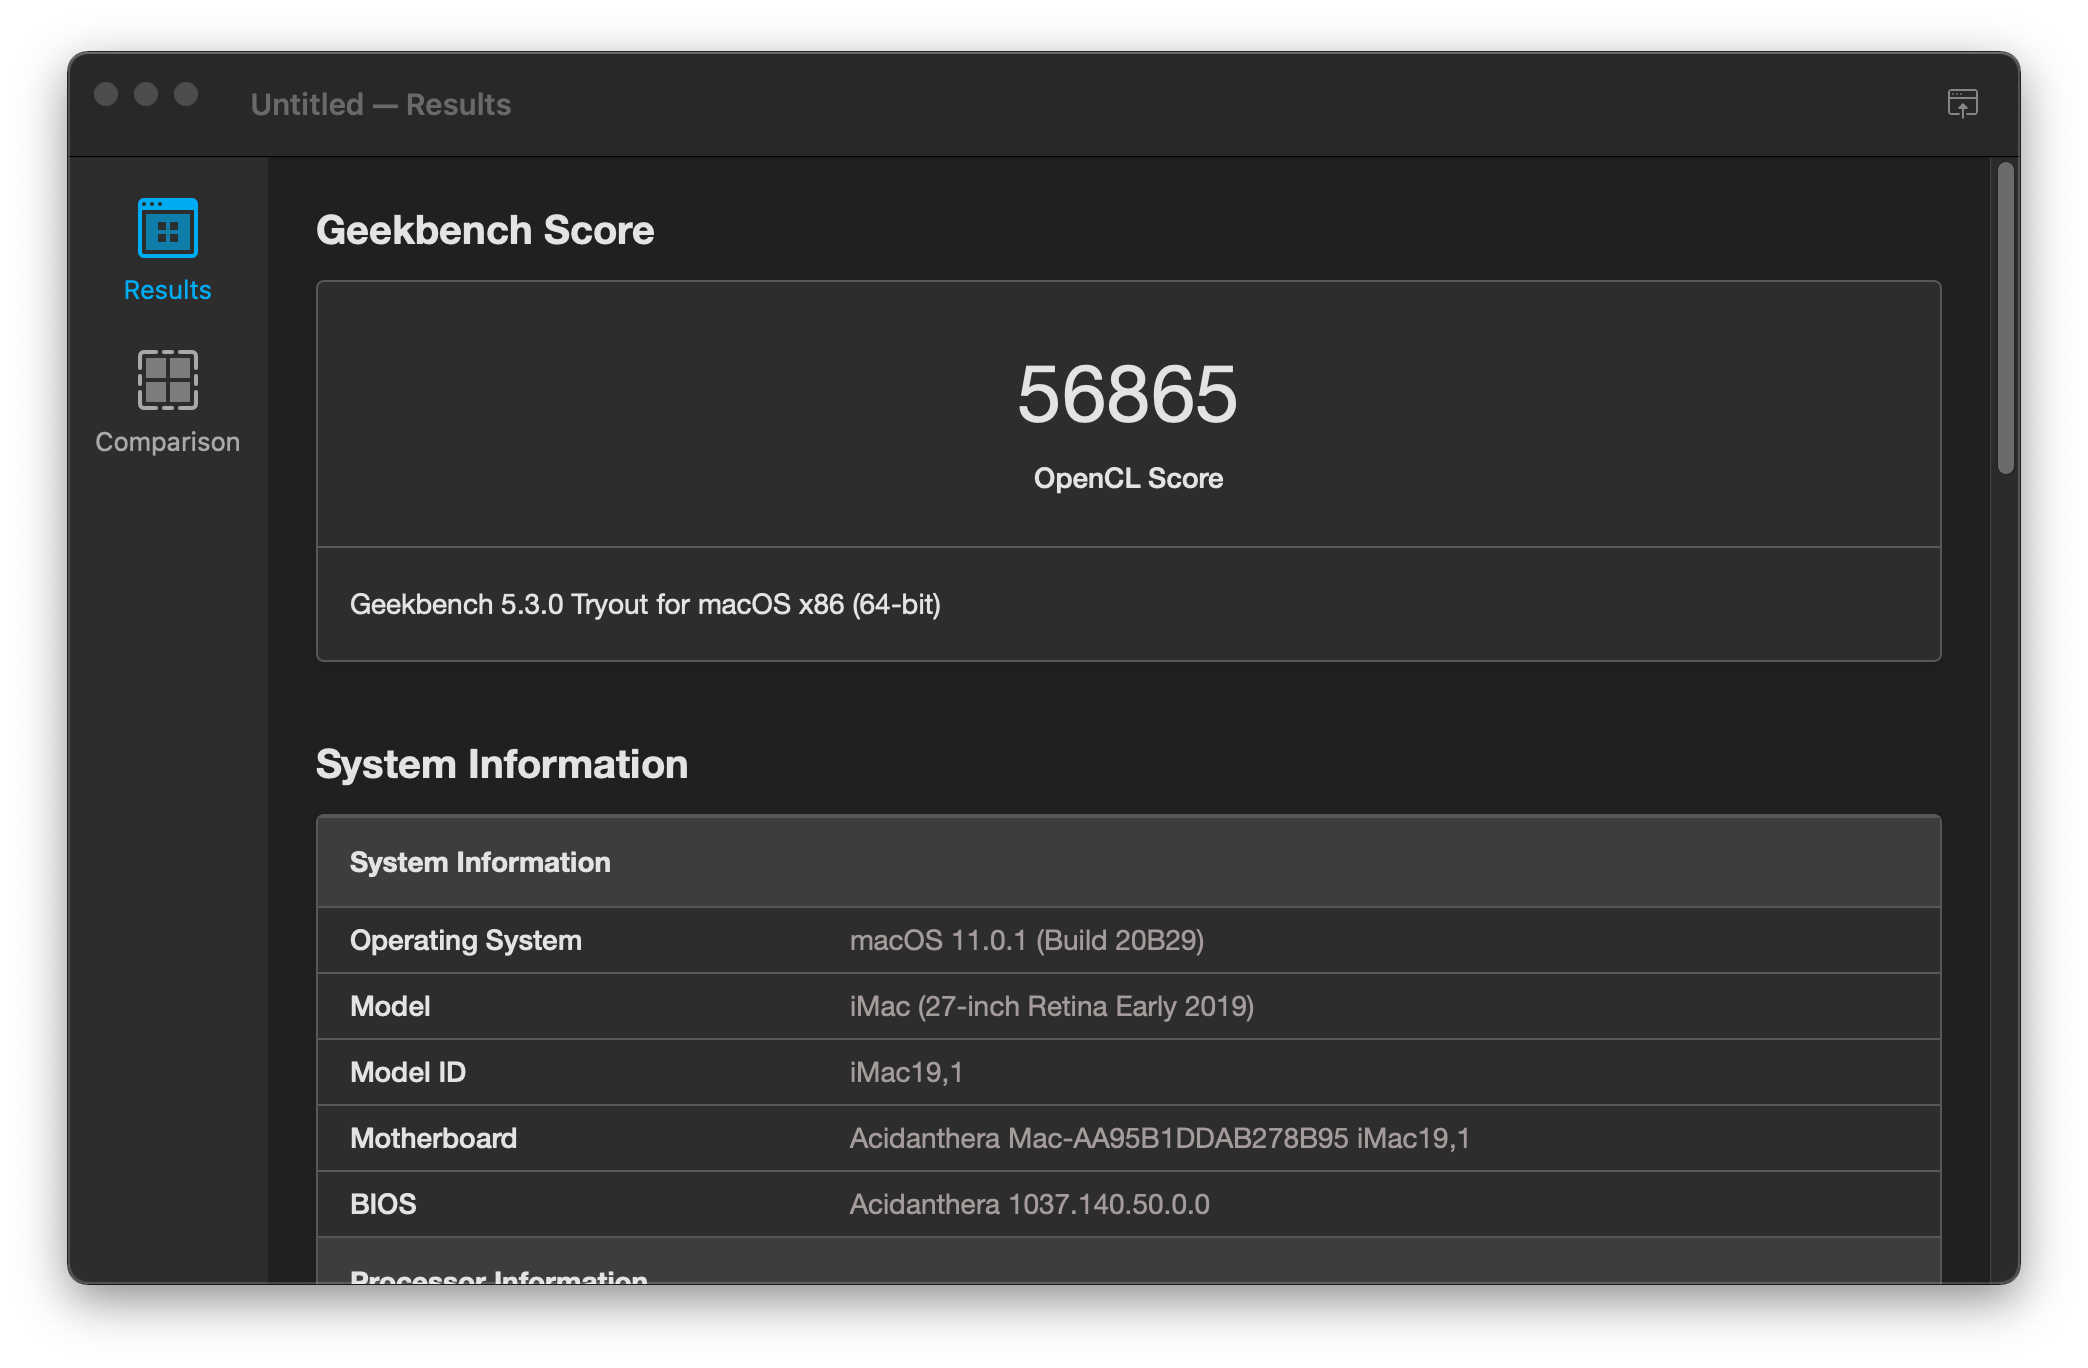 Untitled — Results
Results
Comparison
Geekbench Score
56865
OpenCL Score
Geekbench 5.3.0 Tryout for macOS x86 (64-bit)
System Information
System Information
Operating System macOS 11.0.1 (Build 20B29)
Model iMac (27-inch Retina Early 2019)
Model ID iMac19,1
Motherboard Acidanthera Mac-AA95B1DDAB278B95 iMac19,1
BIOS Acidanthera 1037.140.50.0.0
Processor Information